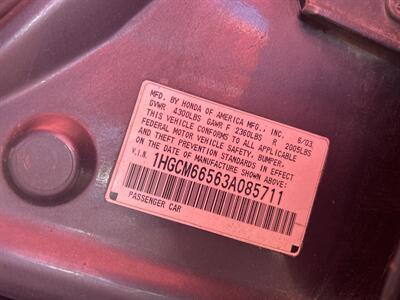 MFD. BY HONDA OF AMERICA MFG., INC. 6/03
GVWR 4300LBS GAWR F 2360LBS R 2005LBS
THIS VEHICLE CONFORMS TO ALL APPLICABLE
FEDERAL MOTOR VEHICLE SAFETY, BUMPER,
AND THEFT PREVENTION STANDARDS IN EFFECT
ON THE DATE OF MANUFACTURE SHOWN ABOVE:
V.I.N. 1HGCM66563A085711
PASSENGER CAR